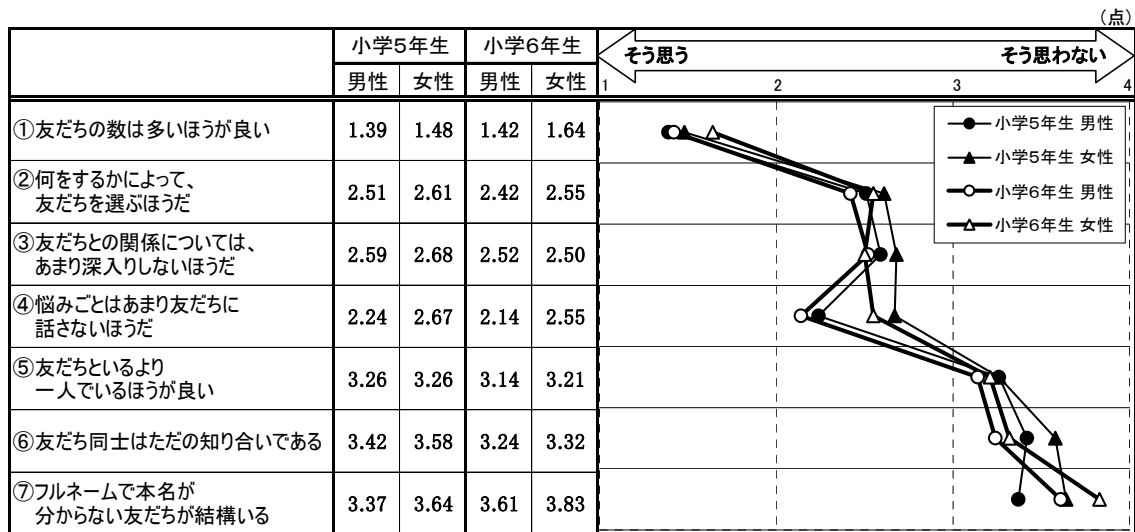 (点)
小学5年生 小学6年生
男性 女性 男性 女性
そう思う そう思わない
1 2 3 4
①友だちの数は多いほうが良い 1.39 1.48 1.42 1.64
②何をするかによって、
友だちを選ぶほうだ 2.51 2.61 2.42 2.55
③友だちとの関係については、
あまり深入りしないほうだ 2.59 2.68 2.52 2.50
④悩みごとはあまり友だちに
話さないほうだ 2.24 2.67 2.14 2.55
⑤友だちといるより
一人でいるほうが良い 3.26 3.26 3.14 3.21
⑥友だち同士はただの知り合いである 3.42 3.58 3.24 3.32
⑦フルネームで本名が
分からない友だちが結構いる 3.37 3.64 3.61 3.83
小学5年生 男性
小学5年生 女性
小学6年生 男性
小学6年生 女性